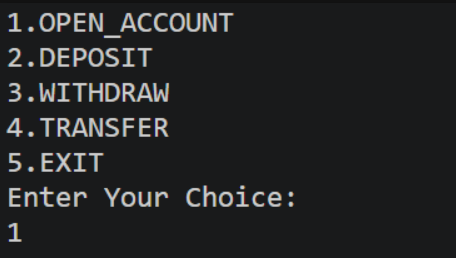 1.OPEN_ACCOUNT
2.DEPOSIT
3.WITHDRAW
4.TRANSFER
5.EXIT
Enter Your Choice:
1